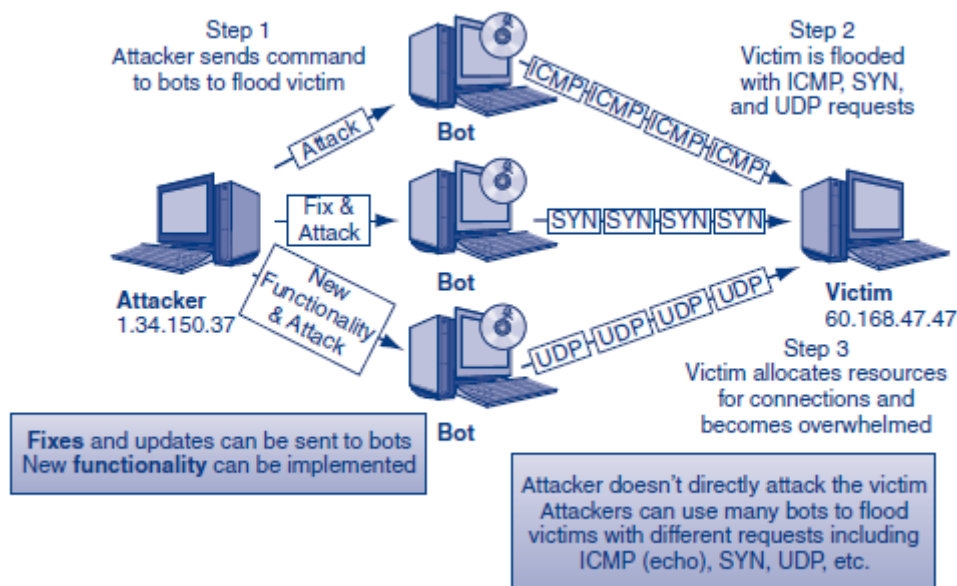 Step 1
Attacker sends command
to bots to flood victim
Step 2
Victim is flooded
with ICMP, SYN,
and UDP requests
Attack
Bot
ICMP ICMP ICMP ICMP
Fix &
Attack
Bot
SYN SYN SYN SYN
New
Functionality
& Attack
Bot
UDP UDP UDP UDP
Attacker
1.34.150.37
Victim
60.168.47.47
Step 3
Victim allocates resources
for connections and
becomes overwhelmed
Fixes and updates can be sent to bots
New functionality can be implemented
Attacker doesn't directly attack the victim
Attackers can use many bots to flood
victims with different requests including
ICMP (echo), SYN, UDP, etc.